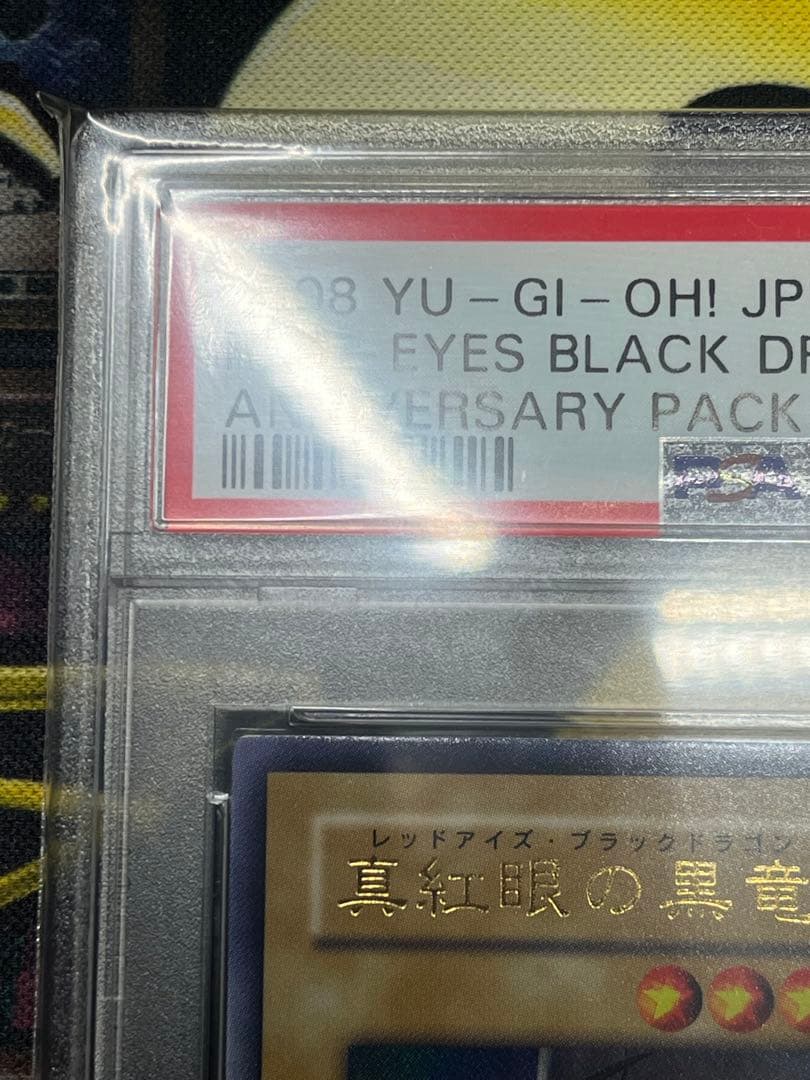 08 YU-GI-OH! JP
EYES BLACK DR
ANNIVERSARY PACK
PSA
レッドアイズ・ブラックドラゴン
真紅眼の黒竜